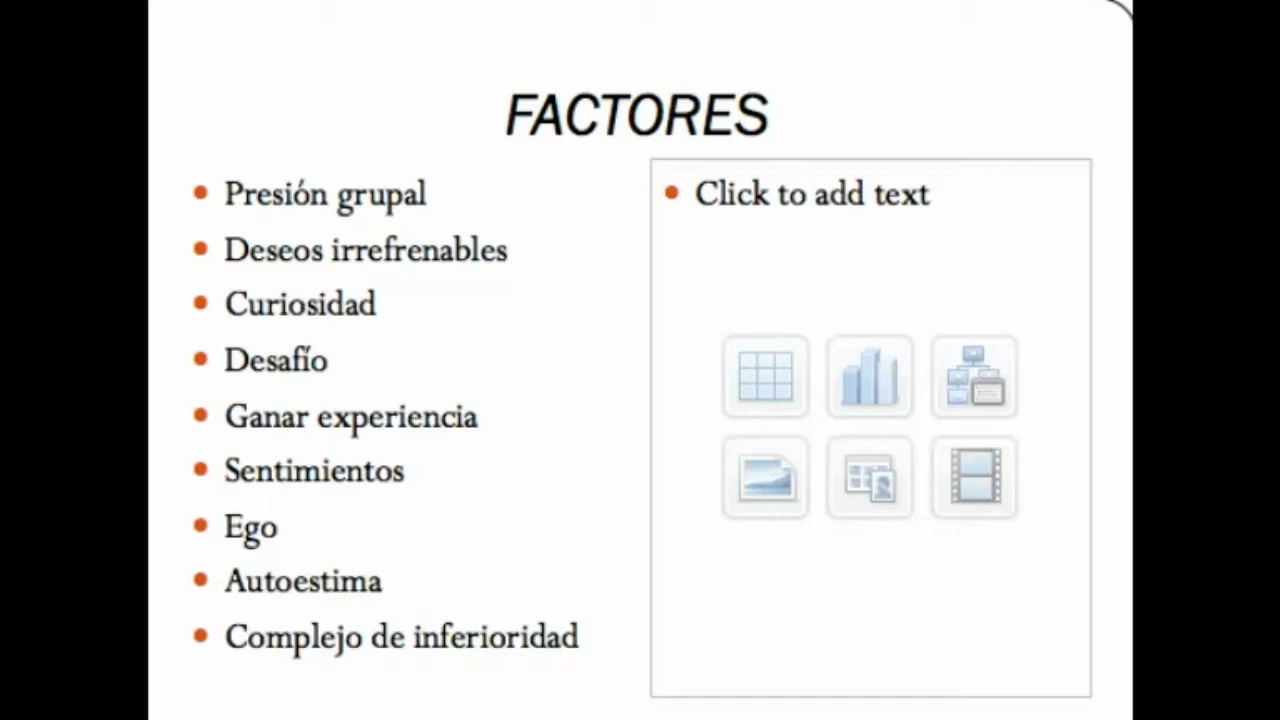 FACTORES
Presión grupal
Deseos irrefrenables
Curiosidad
Desafío
Ganar experiencia
Sentimientos
Ego
Autoestima
Complejo de inferioridad
Click to add text